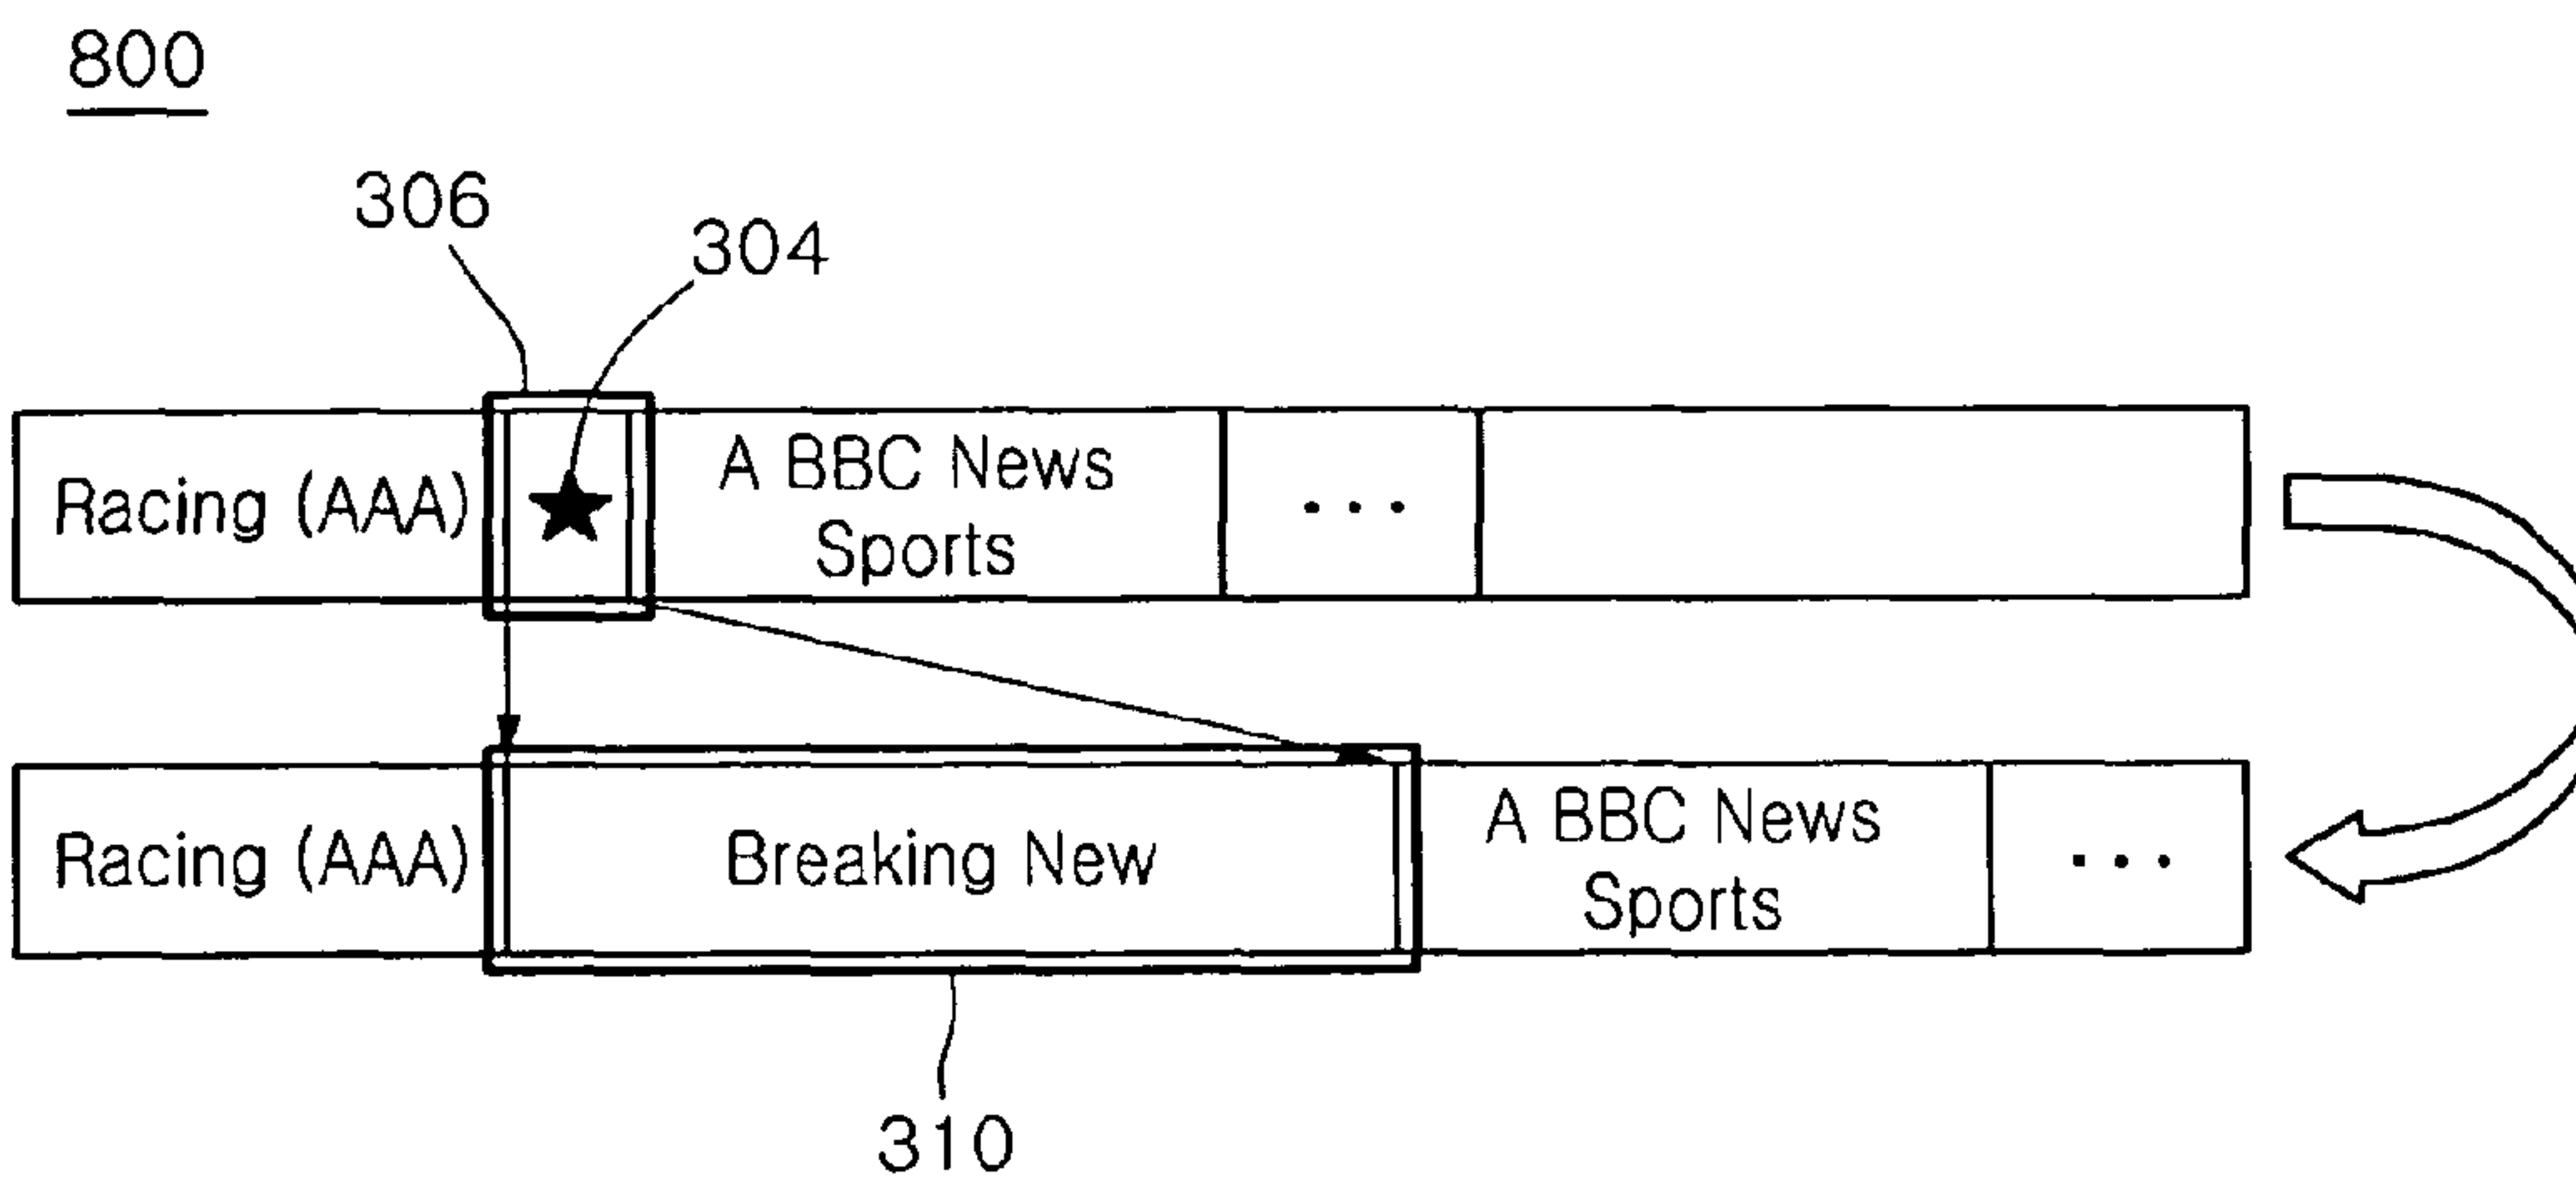 800
306
304
Racing (AAA)
★
A BBC News
Sports
...
Racing (AAA)
Breaking New
A BBC News
Sports
...
310